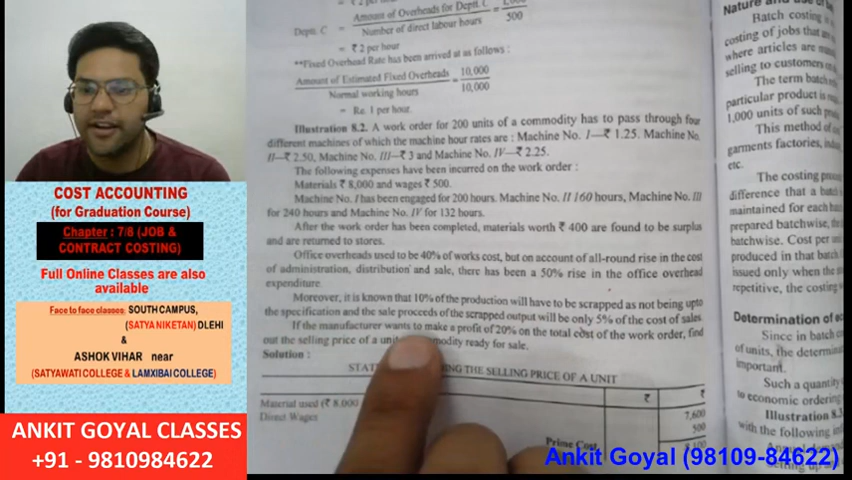 Deptt. C = Amount of Overheads for Deptt. C
Number of direct labour hours
500
= ₹ 2 per hour
**Fixed Overhead Rate has been arrived at as follows :
Amount of Estimated Fixed Overheads = 10,000
Normal working hours 10,000
= Re. 1 per hour.
Illustration 8.2. A work order for 200 units of a commodity has to pass through four
different machines of which the machine hour rates are : Machine No. I—₹ 1.25. Machine No.
II—₹ 2.50, Machine No. III—₹ 3 and Machine No. IV—₹ 2.25.
The following expenses have been incurred on the work order :
Materials ₹ 8,000 and wages ₹ 500.
Machine No. I has been engaged for 200 hours. Machine No. II 160 hours, Machine No. III
for 240 hours and Machine No. IV for 132 hours.
After the work order has been completed, materials worth ₹ 400 are found to be surplus
and are returned to stores.
Office overheads used to be 40% of works cost, but on account of all-round rise in the cost
of administration, distribution and sale, there has been a 50% rise in the office overhead
expenditure.
Moreover, it is known that 10% of the production will have to be scrapped as not being upto
the specification and the sale proceeds of the scrapped output will be only 5% of the cost of sales.
If the manufacturer wants to make a profit of 20% on the total cost of the work order, find
out the selling price of a unit ready for sale.
Solution :
THE SELLING PRICE OF A UNIT
₹ ₹
Material used (₹ 8,000 7,600
Direct Wages 500
Prime Cost
Nature and use of
Batch costing is
costing of jobs that
where articles are
selling to customers
The term batch
particular product is
1,000 units of such
This method of
garments factories,
etc.
The costing
difference that a
maintained for each
prepared batchwise, the
batchwise. Cost per
produced in that batch
issued only when the
repetitive, the costing
Determination of
Since in batch
of units, the
important.
Such a quantity
to economic ordering
Illustration 8.3
with the following
COST ACCOUNTING
(for Graduation Course)
Chapter : 7/8 (JOB &
CONTRACT COSTING)
Full Online Classes are also
available
Face to face classes. SOUTH CAMPUS,
(SATYA NIKETAN) DLEHI
&
ASHOK VIHAR near
(SATYAWATI COLLEGE & LAMXIBAI COLLEGE)
ANKIT GOYAL CLASSES
+91 - 9810984622
Ankit Goyal (98109-84622)